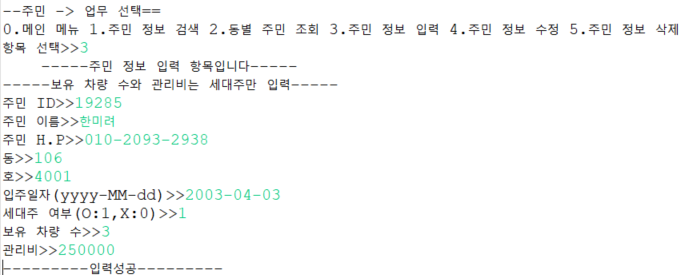 --주민 -> 업무 선택==
0.메인 메뉴 1.주민 정보 검색 2.동별 주민 조회 3.주민 정보 입력 4.주민 정보 수정 5.주민 정보 삭제
항목 선택>>3
-----주민 정보 입력 항목입니다-----
-----보유 차량 수와 관리비는 세대주만 입력-----
주민 ID>>19285
주민 이름>>한미려
주민 H.P>>010-2093-2938
동>>106
호>>4001
입주일자(yyyy-MM-dd)>>2003-04-03
세대주 여부(O:1,X:0)>>1
보유 차량 수>>3
관리비>>250000
---------입력성공---------